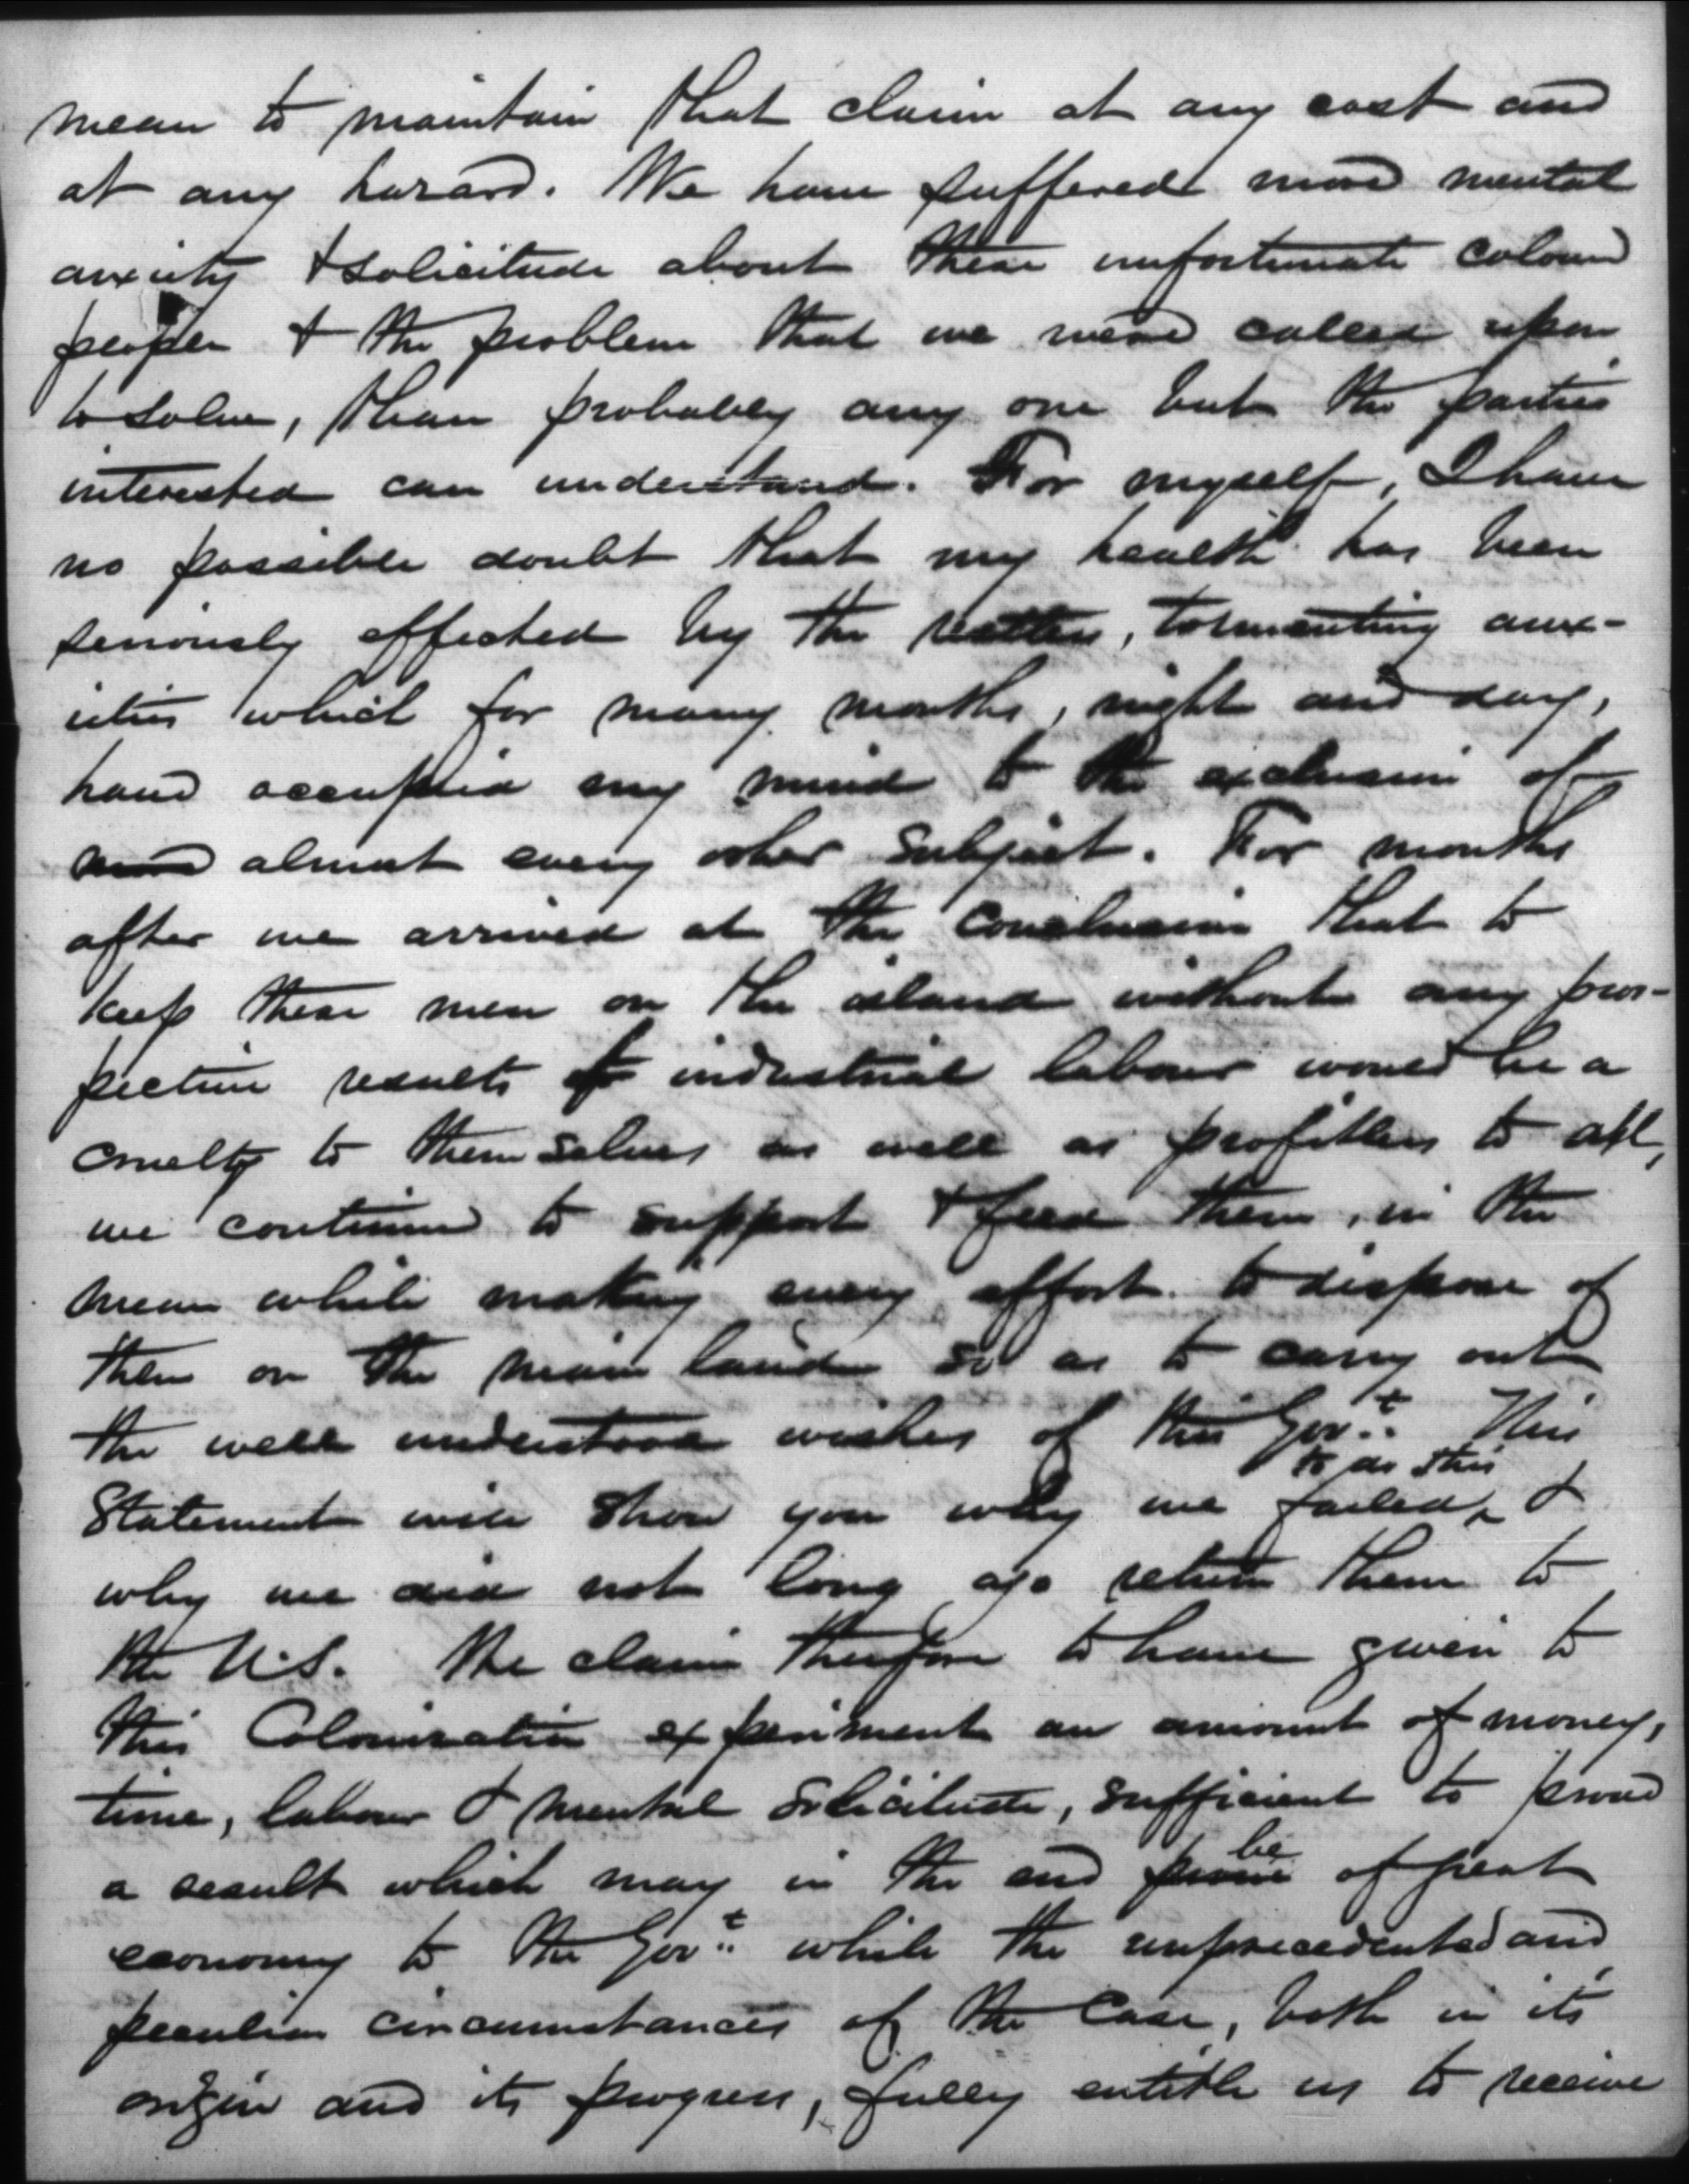 mean to maintain that claim at any cost and
at any hazard. We have suffered more mental
anxiety & solicitude about these unfortunate colored
people & the problem that we were called upon
to solve, than probably any one but the parties
interested can understand. For myself, I have
no possible doubt that my health has been
seriously affected by the restless, tormenting anx-
ieties which for many months, night and day,
have occupied my mind to the exclusion of
almost every other subject. For months
after we arrived at the conclusion that to
keep these men on the island without any pros-
pective results of industrial labour would be a
cruelty to themselves as well as profitless to all,
we continued to support & feed them, in the
mean while making every effort to dispose of
them on the main land so as to carry out
the well understood wishes of this Govt. This
Statement will show you why we failed to do this &
why we did not long ago return them to
the U.S. We claim therefore to have given to
this Colonization experiment an amount of money,
time, labour & mental solicitude, sufficient to prove
a result which may in the end be of great
economy to the Govt. while the unprecedented and
peculiar circumstances of the Case, both in its
origin and its progress, fully entitle us to receive